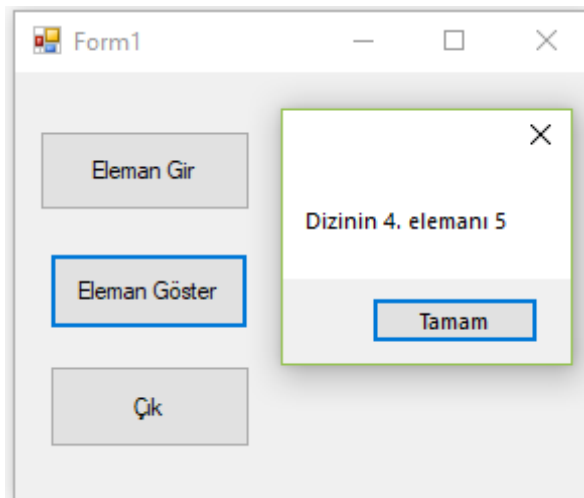 Form1
Eleman Gir
Dizinin 4. elemanı 5
Eleman Göster
Tamam
Çık